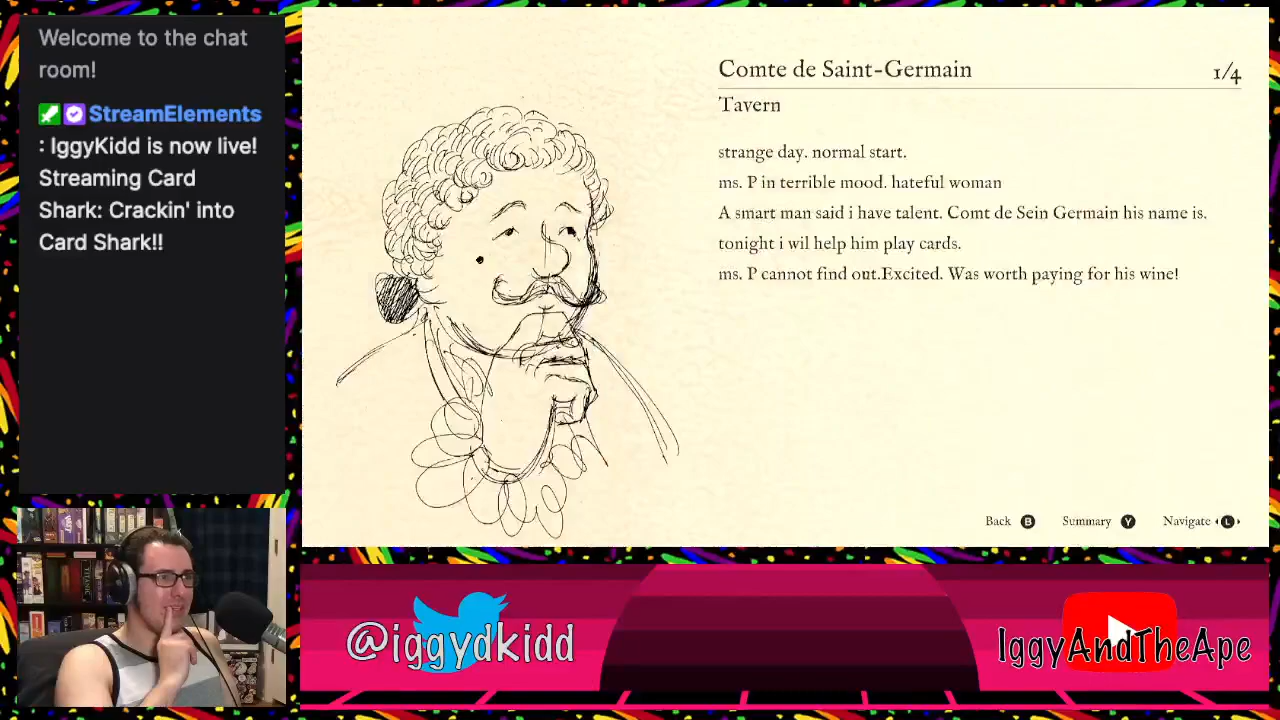 Welcome to the chat
room!
StreamElements
: IggyKidd is now live!
Streaming Card
Shark: Crackin' into
Card Shark!!
Comte de Saint-Germain
1/4
Tavern
strange day. normal start.
ms. P in terrible mood. hateful woman
A smart man said i have talent. Comt de Sein Germain his name is.
tonight i wil help him play cards.
ms. P cannot find out.Excited. Was worth paying for his wine!
Back B Summary Y Navigate L
TITANIC
@iggydkidd
IggyAndTheApe